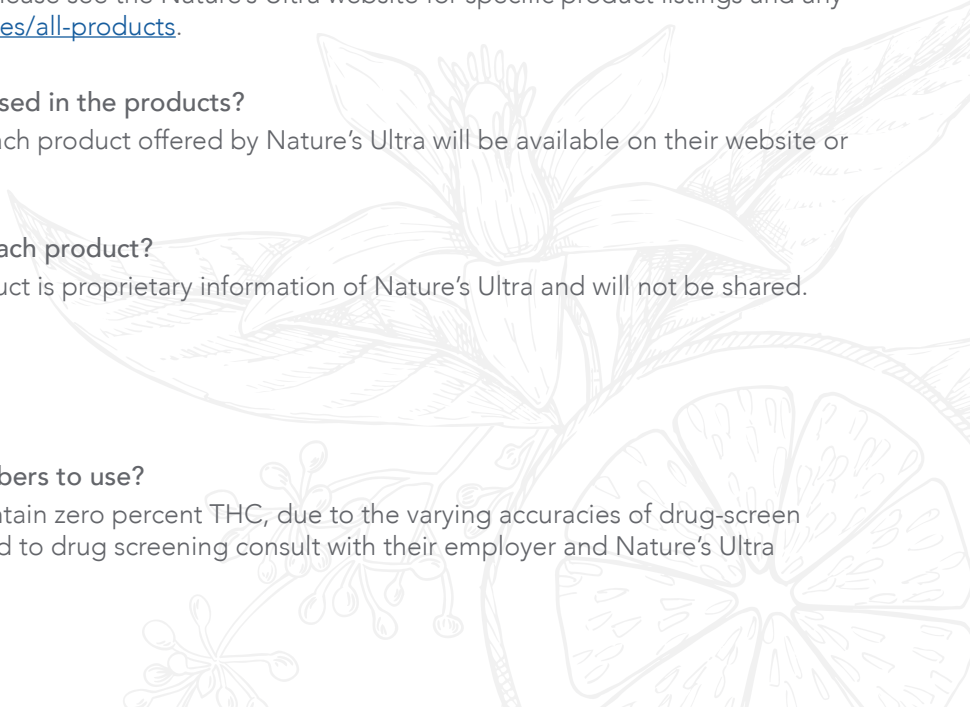 see the Nature's Ultra website for specific product listings and any
es/all-products.
sed in the products?
ach product offered by Nature's Ultra will be available on their website or
ach product?
uct is proprietary information of Nature's Ultra and will not be shared.
bers to use?
ntain zero percent THC, due to the varying accuracies of drug-screen
d to drug screening consult with their employer and Nature's Ultra